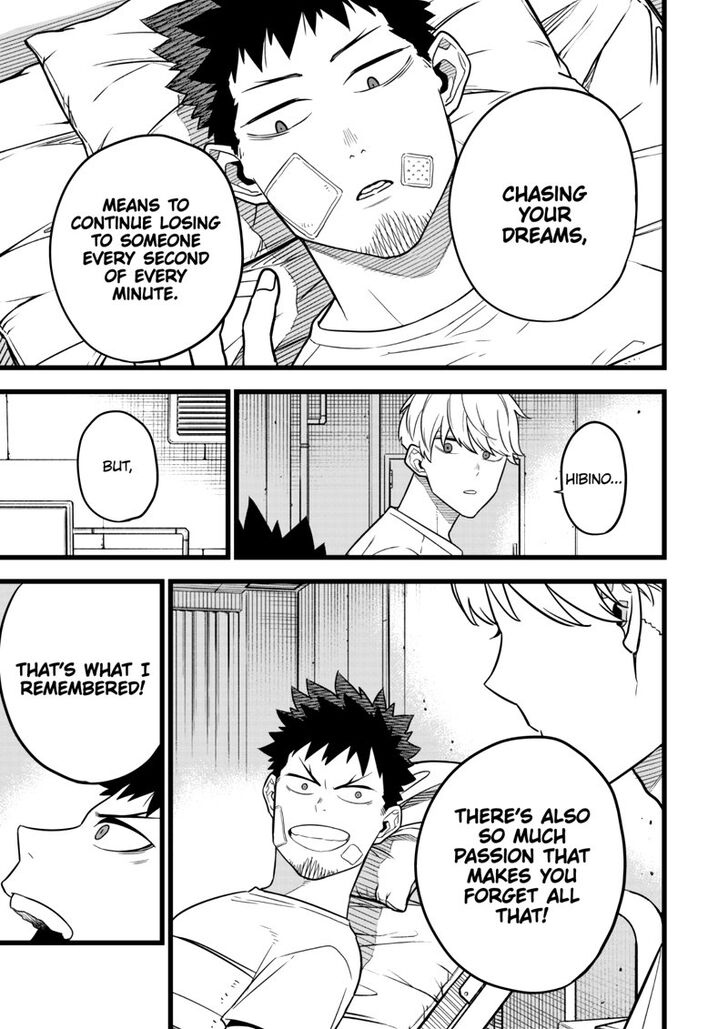 CHASING
YOUR
DREAMS,
MEANS TO
CONTINUE LOSING
TO SOMEONE
EVERY SECOND
OF EVERY
MINUTE.
HIBINO...
BUT,
THERE'S ALSO
SO MUCH
PASSION THAT
MAKES YOU
FORGET ALL
THAT!
THAT'S WHAT I
REMEMBERED!